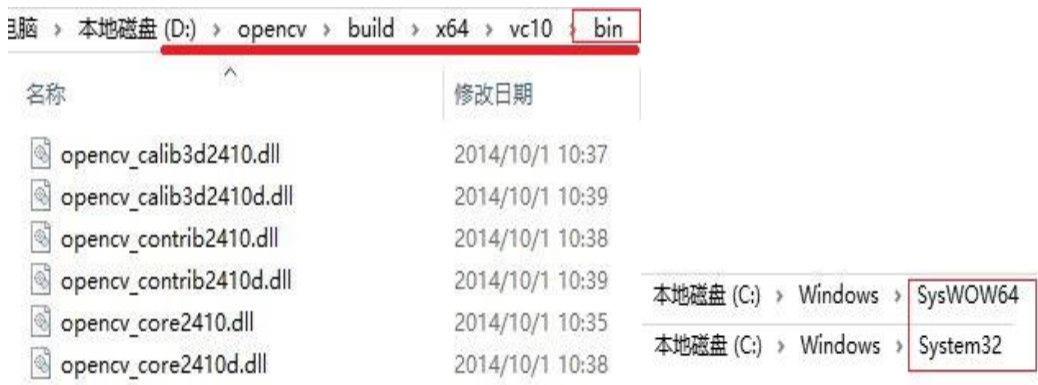 电脑 › 本地磁盘 (D:) › opencv › build › x64 › vc10 › bin
名称 修改日期
opencv_calib3d2410.dll 2014/10/1 10:37
opencv_calib3d2410d.dll 2014/10/1 10:39
opencv_contrib2410.dll 2014/10/1 10:38
opencv_contrib2410d.dll 2014/10/1 10:39
opencv_core2410.dll 2014/10/1 10:35
opencv_core2410d.dll 2014/10/1 10:38
本地磁盘 (C:) › Windows › SysWOW64
本地磁盘 (C:) › Windows › System32